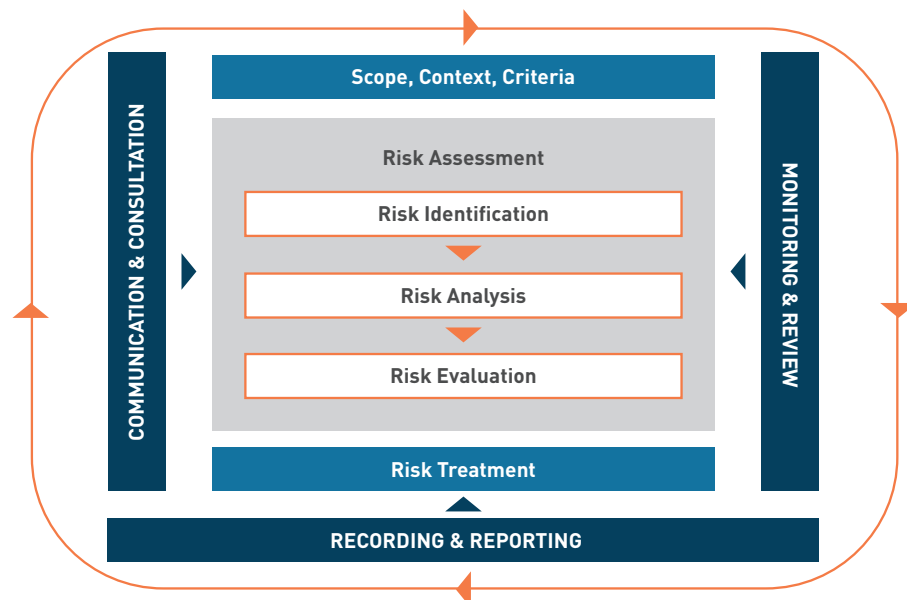 Scope, Context, Criteria
COMMUNICATION & CONSULTATION
Risk Assessment
Risk Identification
Risk Analysis
Risk Evaluation
MONITORING & REVIEW
Risk Treatment
RECORDING & REPORTING